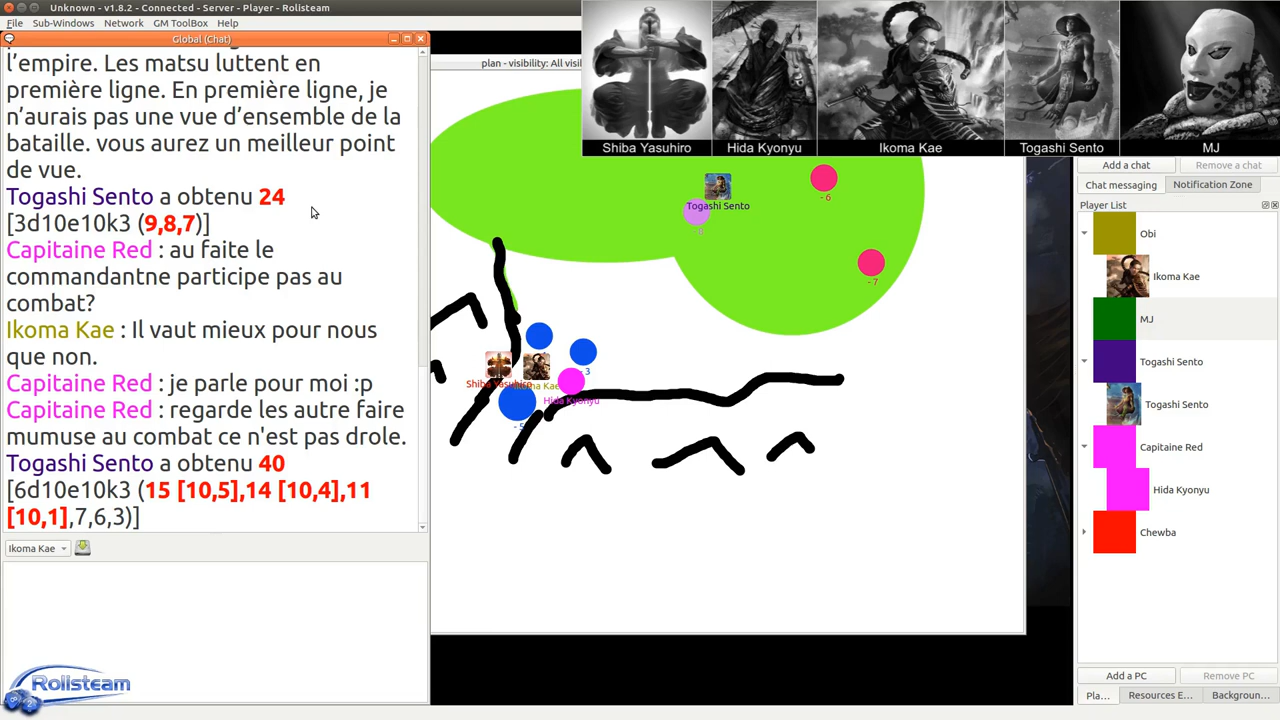 Unknown - v1.8.2 - Connected - Server - Player - Rolisteam
File Sub-Windows Network GM ToolBox Help
Global (Chat)
l’empire. Les matsu luttent en
première ligne. En première ligne, je
n’aurais pas une vue d’ensemble de la
bataille. vous aurez un meilleur point
de vue.
Togashi Sento a obtenu 24
[3d10e10k3 (9,8,7)]
Capitaine Red : au faite le
commandantne participe pas au
combat?
Ikoma Kae : Il vaut mieux pour nous
que non.
Capitaine Red : je parle pour moi :p
Capitaine Red : regarde les autre faire
mumuse au combat ce n'est pas drole.
Togashi Sento a obtenu 40
[6d10e10k3 (15 [10,5],14 [10,4],11
[10,1],7,6,3)]
Ikoma Kae
Rolisteam
plan - visibility: All visi
Shiba Yasuhiro
Hida Kyonyu
Ikoma Kae
Togashi Sento
MJ
Togashi Sento
- 6
- 7
- 3
Shiba Yasuhiro
Hida Kyonyu
Add a chat
Remove a chat
Chat messaging
Notification Zone
Player List
Obi
Ikoma Kae
MJ
Togashi Sento
Togashi Sento
Capitaine Red
Hida Kyonyu
Chewba
Add a PC
Remove PC
Pla...
Resources E...
Backgroun...